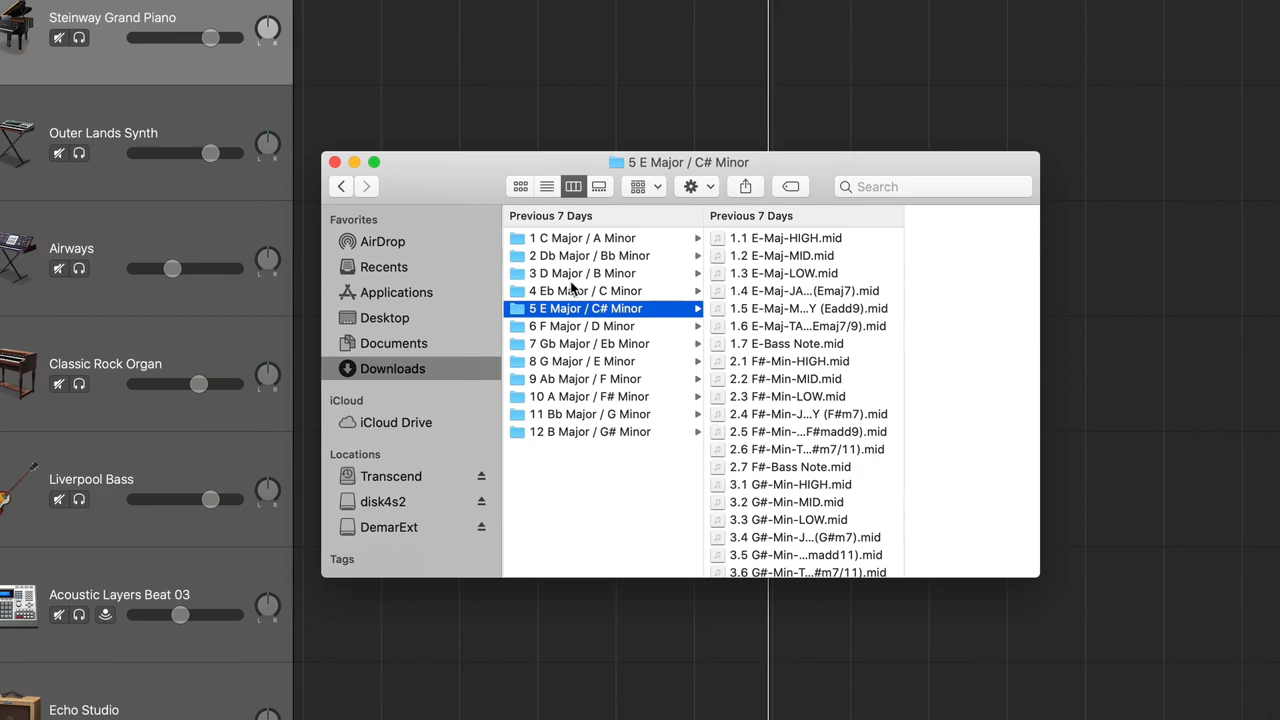 Steinway Grand Piano
L R
Outer Lands Synth
L R
Airways
L R
Classic Rock Organ
L R
Liverpool Bass
L R
Acoustic Layers Beat 03
L R
Echo Studio
5 E Major / C# Minor
Search
Favorites
AirDrop
Recents
Applications
Desktop
Documents
Downloads
iCloud
iCloud Drive
Locations
Transcend
disk4s2
DemarExt
Tags
Previous 7 Days
1 C Major / A Minor
2 Db Major / Bb Minor
3 D Major / B Minor
4 Eb Major / C Minor
5 E Major / C# Minor
6 F Major / D Minor
7 Gb Major / Eb Minor
8 G Major / E Minor
9 Ab Major / F Minor
10 A Major / F# Minor
11 Bb Major / G Minor
12 B Major / G# Minor
Previous 7 Days
1.1 E-Maj-HIGH.mid
1.2 E-Maj-MID.mid
1.3 E-Maj-LOW.mid
1.4 E-Maj-JA...(Emaj7).mid
1.5 E-Maj-M...Y (Eadd9).mid
1.6 E-Maj-TA...Emaj7/9).mid
1.7 E-Bass Note.mid
2.1 F#-Min-HIGH.mid
2.2 F#-Min-MID.mid
2.3 F#-Min-LOW.mid
2.4 F#-Min-J...Y (F#m7).mid
2.5 F#-Min-...F#madd9).mid
2.6 F#-Min-T...#m7/11).mid
2.7 F#-Bass Note.mid
3.1 G#-Min-HIGH.mid
3.2 G#-Min-MID.mid
3.3 G#-Min-LOW.mid
3.4 G#-Min-J...(G#m7).mid
3.5 G#-Min-...madd11).mid
3.6 G#-Min-T...#m7/11).mid